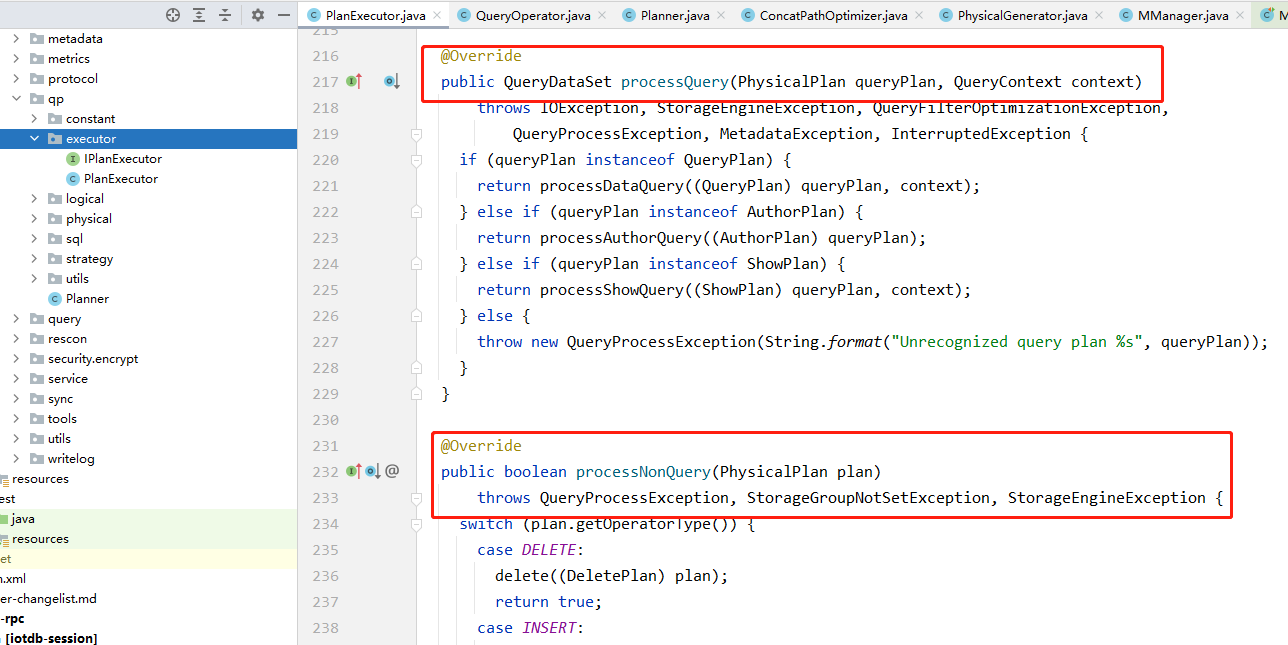 PlanExecutor.java
QueryOperator.java
Planner.java
ConcatPathOptimizer.java
PhysicalGenerator.java
MManager.java
M
metadata
metrics
protocol
qp
constant
executor
IPlanExecutor
PlanExecutor
logical
physical
sql
strategy
utils
Planner
query
rescon
security.encrypt
service
sync
tools
utils
writelog
resources
est
java
resources
et
n.xml
er-changelist.md
-rpc
[iotdb-session]
215
216 @Override
217 public QueryDataSet processQuery(PhysicalPlan queryPlan, QueryContext context)
218 throws IOException, StorageEngineException, QueryFilterOptimizationException,
219 QueryProcessException, MetadataException, InterruptedException {
220 if (queryPlan instanceof QueryPlan) {
221 return processDataQuery((QueryPlan) queryPlan, context);
222 } else if (queryPlan instanceof AuthorPlan) {
223 return processAuthorQuery((AuthorPlan) queryPlan);
224 } else if (queryPlan instanceof ShowPlan) {
225 return processShowQuery((ShowPlan) queryPlan, context);
226 } else {
227 throw new QueryProcessException(String.format("Unrecognized query plan %s", queryPlan));
228 }
229 }
230
231 @Override
232 public boolean processNonQuery(PhysicalPlan plan)
233 throws QueryProcessException, StorageGroupNotSetException, StorageEngineException {
234 switch (plan.getOperatorType()) {
235 case DELETE:
236 delete((DeletePlan) plan);
237 return true;
238 case INSERT: